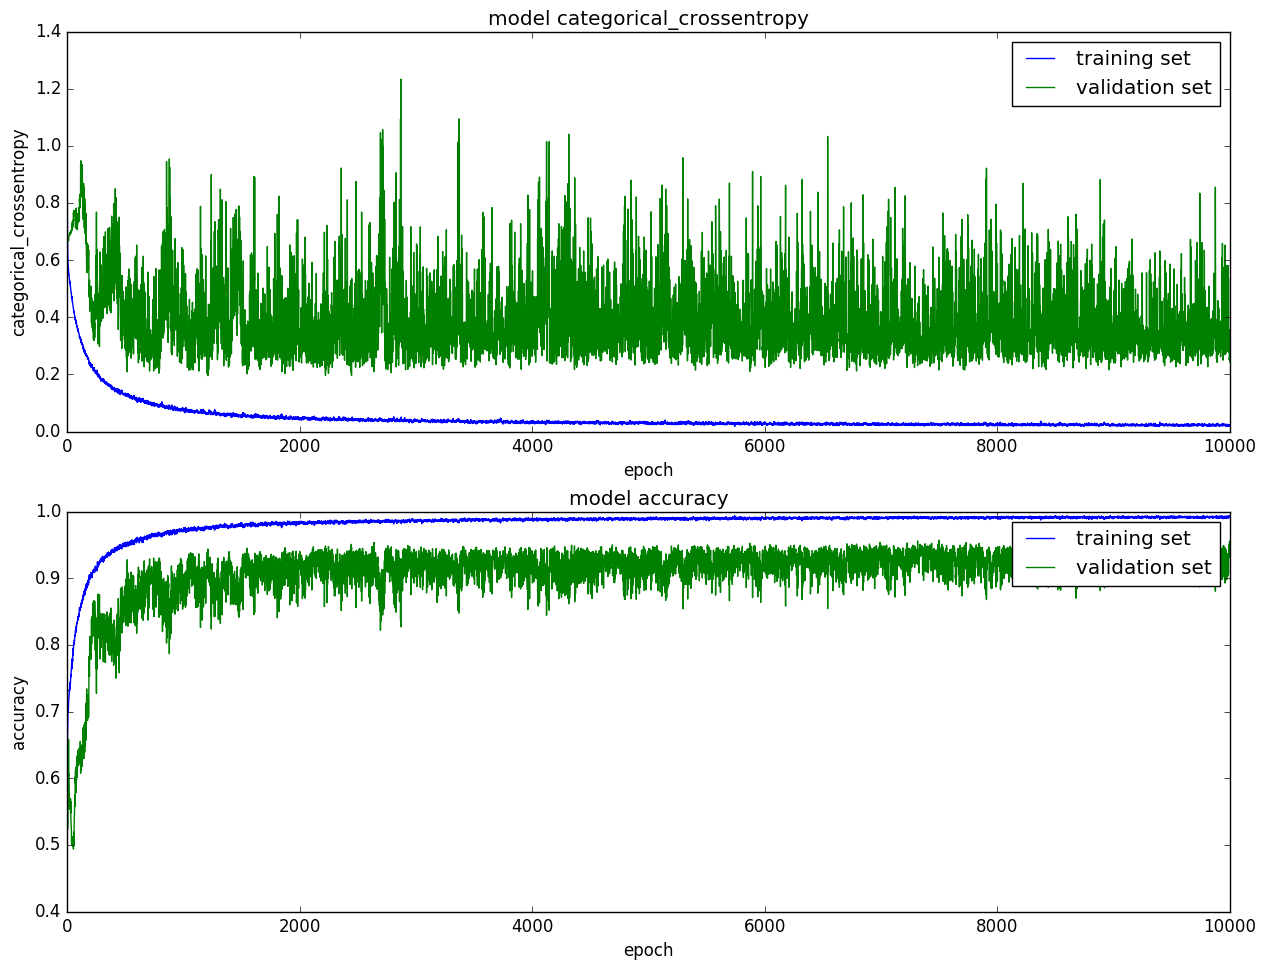 model categorical_crossentropy
1.4
1.2
1.0
0.8
0.6
0.4
0.2
0.0
categorical_crossentropy
training set
validation set
0 2000 4000 6000 8000 10000
epoch
model accuracy
1.0
0.9
0.8
0.7
0.6
0.5
0.4
accuracy
training set
validation set
0 2000 4000 6000 8000 10000
epoch